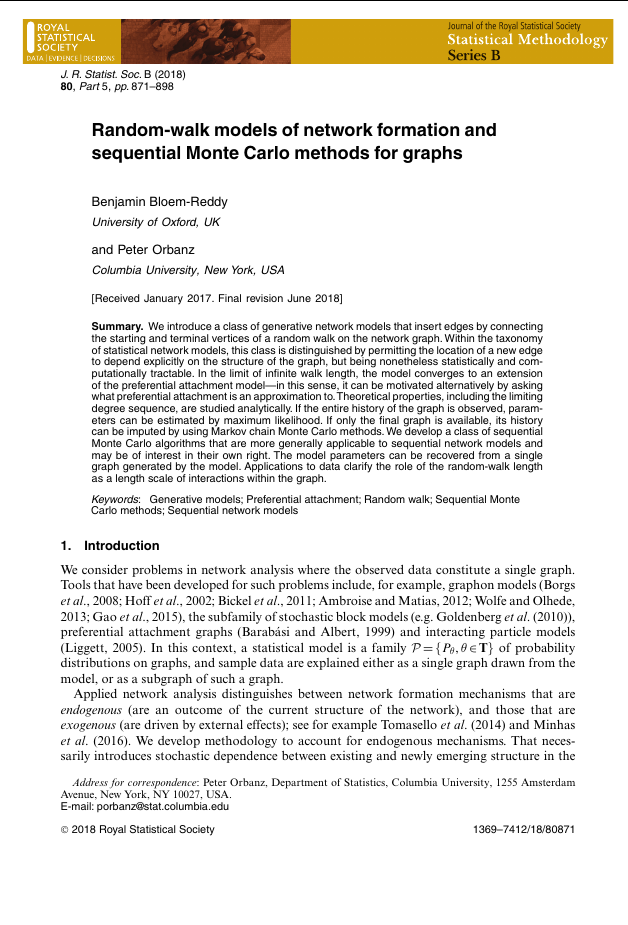 ROYAL
STATISTICAL
SOCIETY
DATA | EVIDENCE | DECISIONS
Journal of the Royal Statistical Society
Statistical Methodology
Series B
J. R. Statist. Soc. B (2018)
80, Part 5, pp. 871–898
Random-walk models of network formation and
sequential Monte Carlo methods for graphs
Benjamin Bloem-Reddy
University of Oxford, UK
and Peter Orbanz
Columbia University, New York, USA
[Received January 2017. Final revision June 2018]
Summary. We introduce a class of generative network models that insert edges by connecting
the starting and terminal vertices of a random walk on the network graph. Within the taxonomy
of statistical network models, this class is distinguished by permitting the location of a new edge
to depend explicitly on the structure of the graph, but being nonetheless statistically and com-
putationally tractable. In the limit of infinite walk length, the model converges to an extension
of the preferential attachment model—in this sense, it can be motivated alternatively by asking
what preferential attachment is an approximation to. Theoretical properties, including the limiting
degree sequence, are studied analytically. If the entire history of the graph is observed, param-
eters can be estimated by maximum likelihood. If only the final graph is available, its history
can be imputed by using Markov chain Monte Carlo methods. We develop a class of sequential
Monte Carlo algorithms that are more generally applicable to sequential network models and
may be of interest in their own right. The model parameters can be recovered from a single
graph generated by the model. Applications to data clarify the role of the random-walk length
as a length scale of interactions within the graph.
Keywords: Generative models; Preferential attachment; Random walk; Sequential Monte
Carlo methods; Sequential network models
1. Introduction
We consider problems in network analysis where the observed data constitute a single graph.
Tools that have been developed for such problems include, for example, graphon models (Borgs
et al., 2008; Hoff et al., 2002; Bickel et al., 2011; Ambroise and Matias, 2012; Wolfe and Olhede,
2013; Gao et al., 2015), the subfamily of stochastic block models (e.g. Goldenberg et al. (2010)),
preferential attachment graphs (Barabási and Albert, 1999) and interacting particle models
(Liggett, 2005). In this context, a statistical model is a family 𝒫 = {Pθ, θ ∈ T} of probability
distributions on graphs, and sample data are explained either as a single graph drawn from the
model, or as a subgraph of such a graph.
Applied network analysis distinguishes between network formation mechanisms that are
endogenous (are an outcome of the current structure of the network), and those that are
exogenous (are driven by external effects); see for example Tomasello et al. (2014) and Minhas
et al. (2016). We develop methodology to account for endogenous mechanisms. That neces-
sarily introduces stochastic dependence between existing and newly emerging structure in the
Address for correspondence: Peter Orbanz, Department of Statistics, Columbia University, 1255 Amsterdam
Avenue, New York, NY 10027, USA.
E-mail: porbanz@stat.columbia.edu
© 2018 Royal Statistical Society
1369–7412/18/80871